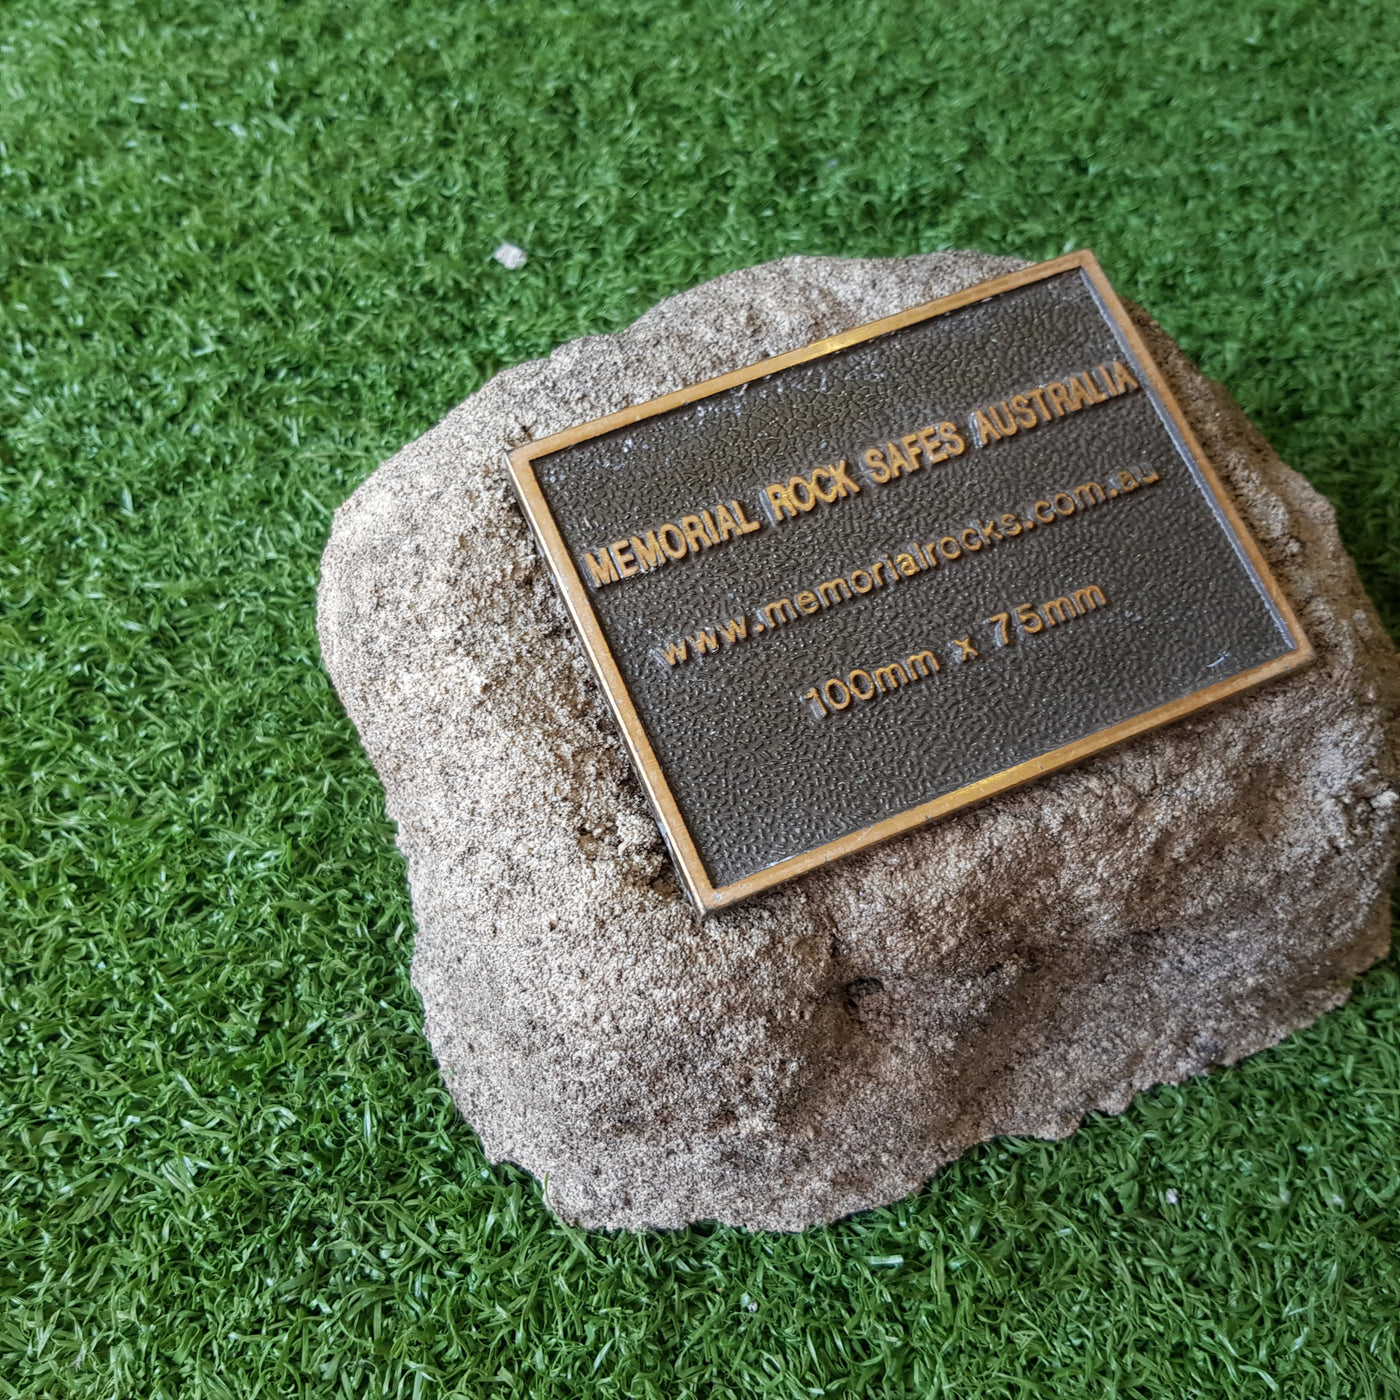 MEMORIAL ROCK SAFES AUSTRALIA
www.memorialrocks.com.au
100mm x 75mm